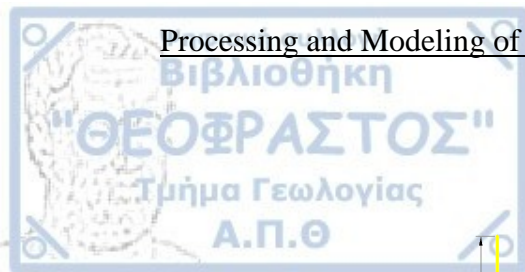 Processing and Modeling of
Βιβλιοθήκη
"ΘΕΟΦΡΑΣΤΟΣ"
Τμήμα Γεωλογίας
Α.Π.Θ